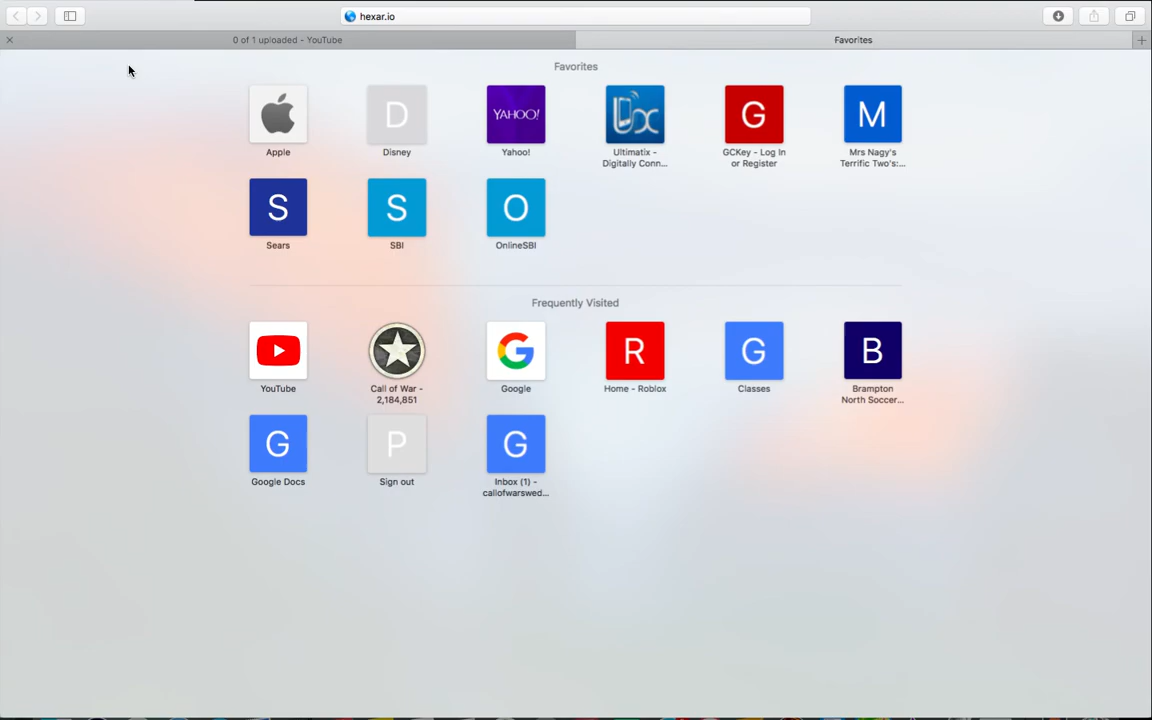 hexar.io
0 of 1 uploaded - YouTube
Favorites
Favorites
D
YAHOO!
Ux
G
M
Apple
Disney
Yahoo!
Ultimatix -
Digitally Conn...
GCKey - Log In
or Register
Mrs Nagy's
Terrific Two's:...
S
S
O
Sears
SBI
OnlineSBI
Frequently Visited
G
R
G
B
YouTube
Call of War -
2,184,851
Google
Home - Roblox
Classes
Brampton
North Soccer...
G
P
G
Google Docs
Sign out
Inbox (1) -
callofwarswed...